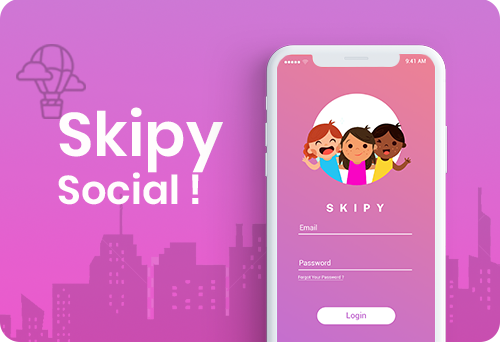 Skipy
Social !
9:41 AM
SKIPY
Email
Password
Forgot Your Password ?
Login